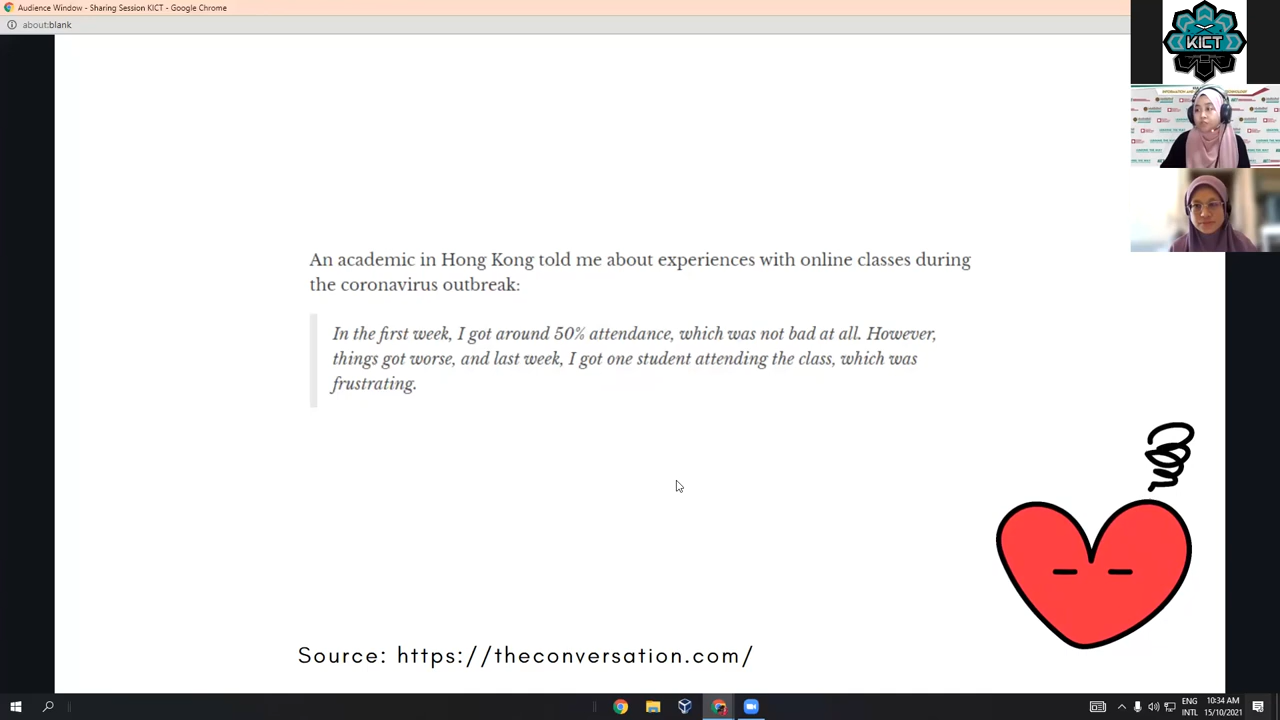 Audience Window - Sharing Session KICT - Google Chrome
about:blank
KICT
An academic in Hong Kong told me about experiences with online classes during
the coronavirus outbreak:
In the first week, I got around 50% attendance, which was not bad at all. However,
things got worse, and last week, I got one student attending the class, which was
frustrating.
Source: https://theconversation.com/
ENG
INTL
10:34 AM
15/10/2021